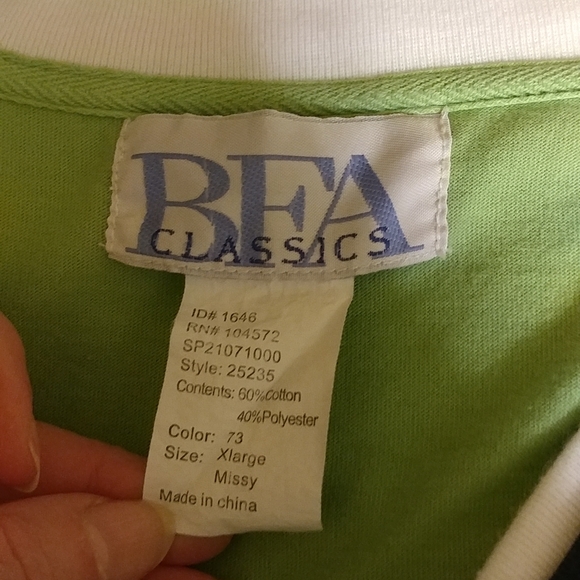 BFA
CLASSICS
ID# 1646
RN# 104572
SP21071000
Style: 25235
Contents: 60%Cotton
40%Polyester
Color: 73
Size: Xlarge
Missy
Made in china